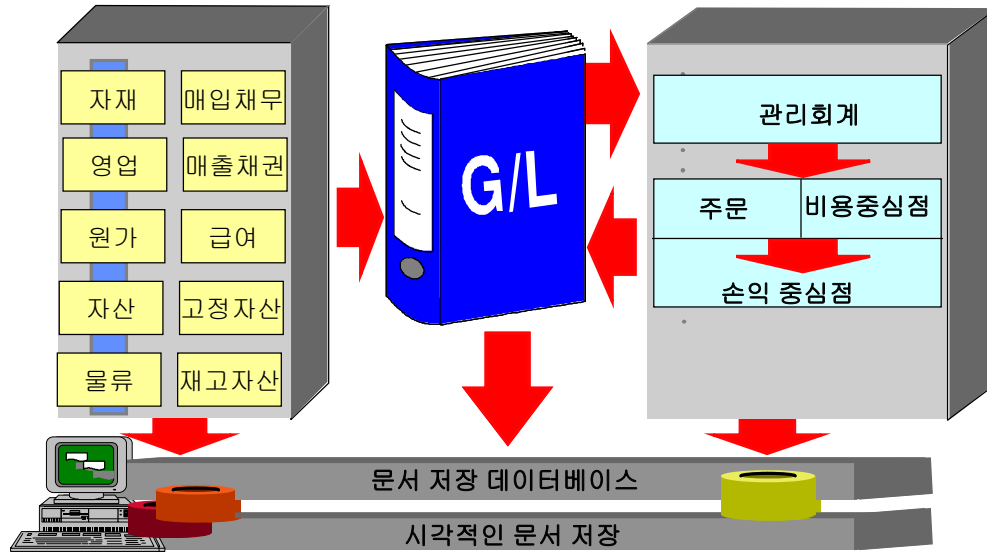 자재 매입채무
영업 매출채권
원가 급여
자산 고정자산
물류 재고자산
G/L
관리회계
주문 비용중심점
손익 중심점
문서 저장 데이터베이스
시각적인 문서 저장